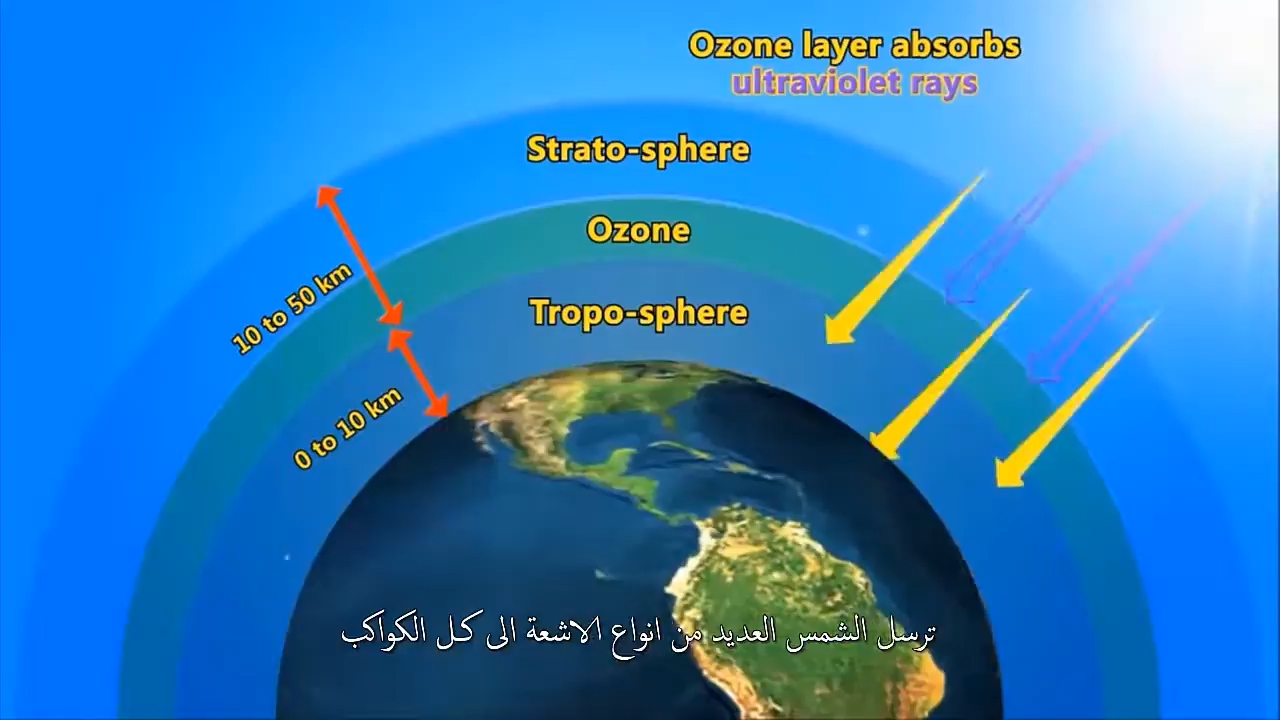 Ozone layer absorbs
ultraviolet rays
Strato-sphere
Ozone
Tropo-sphere
10 to 50 km
0 to 10 km
ترسل الشمس العديد من انواع الاشعة الى كل الكواكب